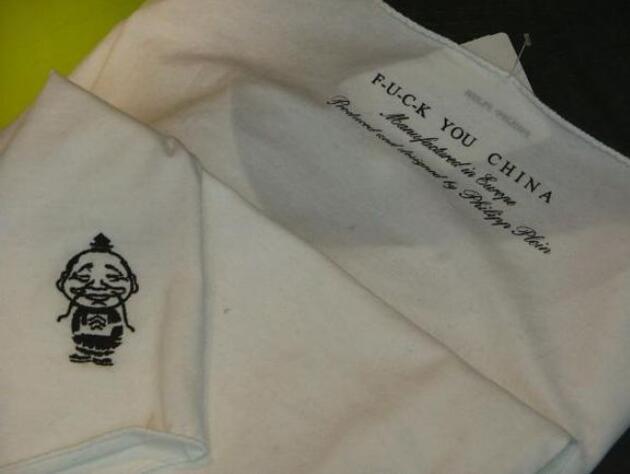 F-U-C-K YOU CHINA
Manufactured in Europe
Produced and designed by Philipp Plein